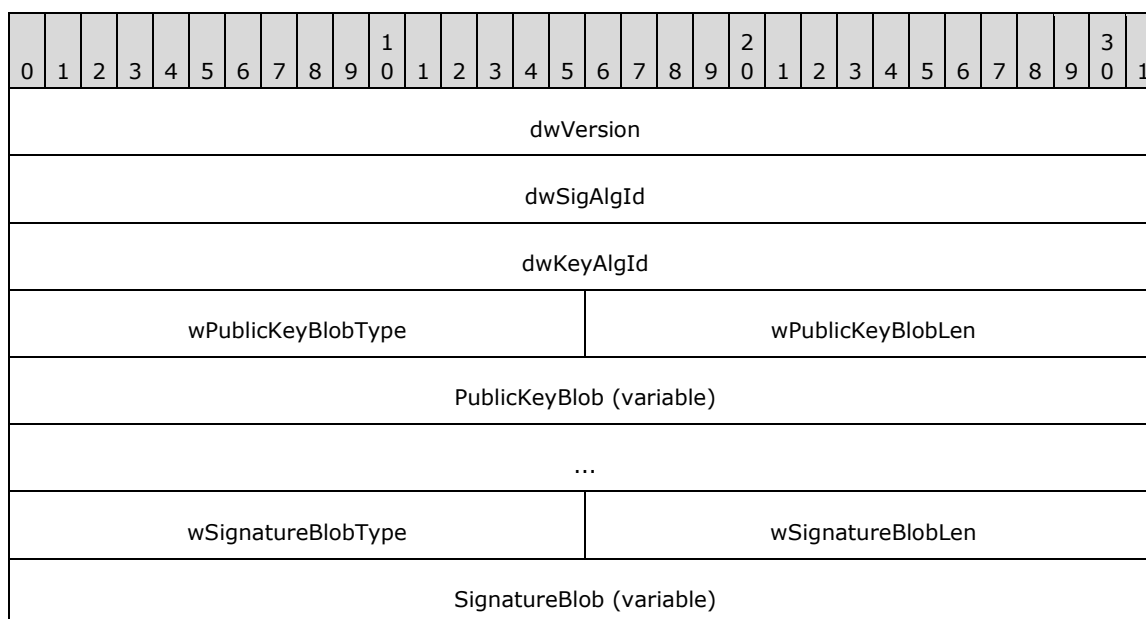 1 2 3
0 1 2 3 4 5 6 7 8 9 0 1 2 3 4 5 6 7 8 9 0 1 2 3 4 5 6 7 8 9 0 1
dwVersion
dwSigAlgId
dwKeyAlgId
wPublicKeyBlobType wPublicKeyBlobLen
PublicKeyBlob (variable)
...
wSignatureBlobType wSignatureBlobLen
SignatureBlob (variable)